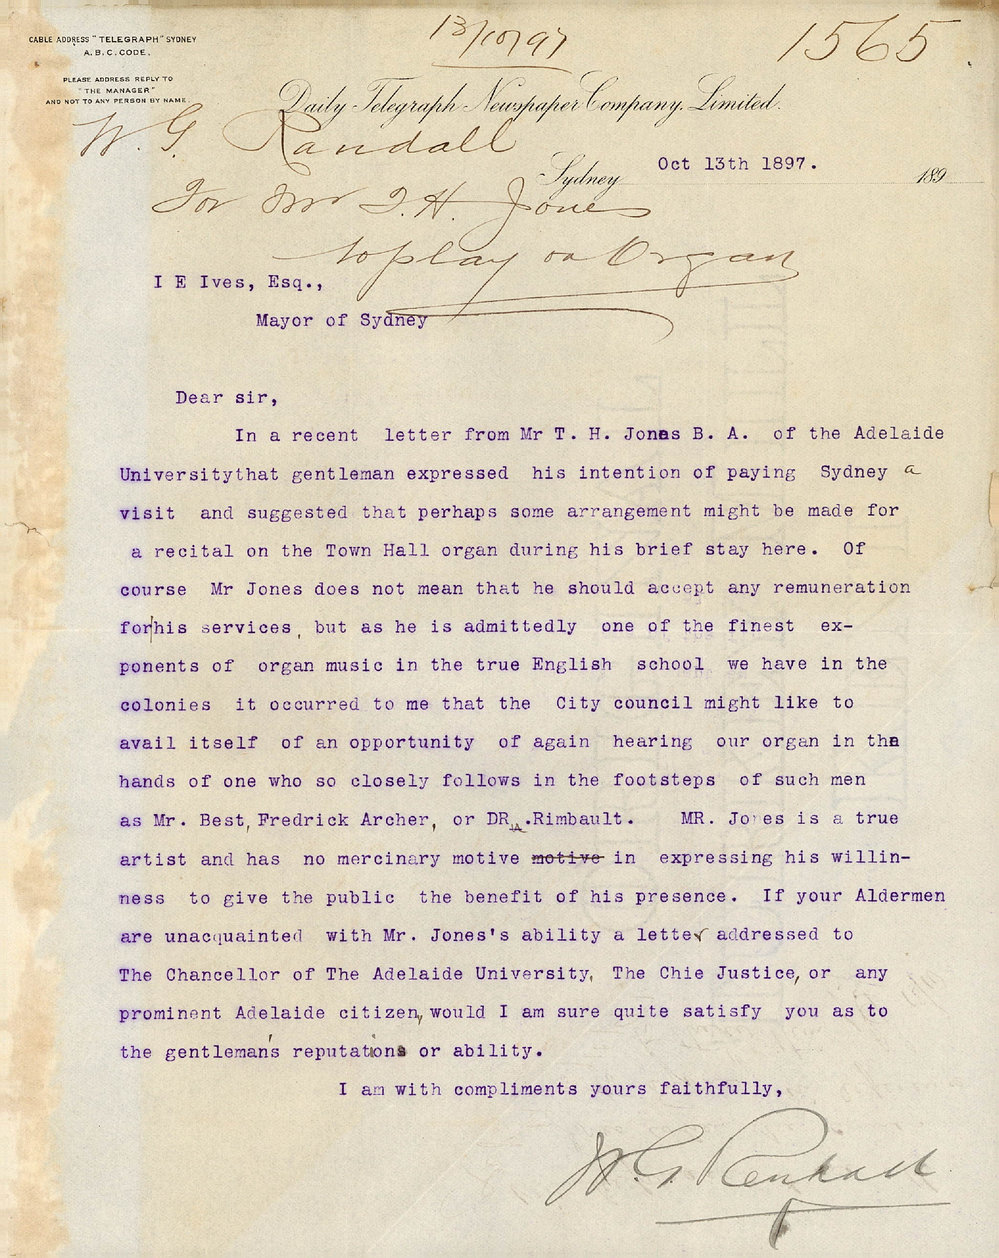 13/10/97
1565
CABLE ADDRESS "TELEGRAPH" SYDNEY
A.B.C. CODE.
PLEASE ADDRESS REPLY TO
"THE MANAGER"
AND NOT TO ANY PERSON BY NAME.
Daily Telegraph Newspaper Company, Limited.
W. G. Randall
Sydney Oct 13th 1897. 189
For Mr T. H. Jones
to play on Organ
I E Ives, Esq.,
Mayor of Sydney
Dear sir,
In a recent letter from Mr T. H. Jones B. A. of the Adelaide
Universitythat gentleman expressed his intention of paying Sydney a
visit and suggested that perhaps some arrangement might be made for
a recital on the Town Hall organ during his brief stay here. Of
course Mr Jones does not mean that he should accept any remuneration
for|his services, but as he is admittedly one of the finest ex-
ponents of organ music in the true English school we have in the
colonies it occurred to me that the City council might like to
avail itself of an opportunity of again hearing our organ in the
hands of one who so closely follows in the footsteps of such men
as Mr. Best, Fredrick Archer, or DR.Rimbault. MR. Jones is a true
artist and has no mercinary motive motive in expressing his willin-
ness to give the public the benefit of his presence. If your Aldermen
are unacquainted with Mr. Jones's ability a letter addressed to
The Chancellor of The Adelaide University, The Chie Justice, or any
prominent Adelaide citizen, would I am sure quite satisfy you as to
the gentleman's reputations or ability.
I am with compliments yours faithfully,
W. G. Randall